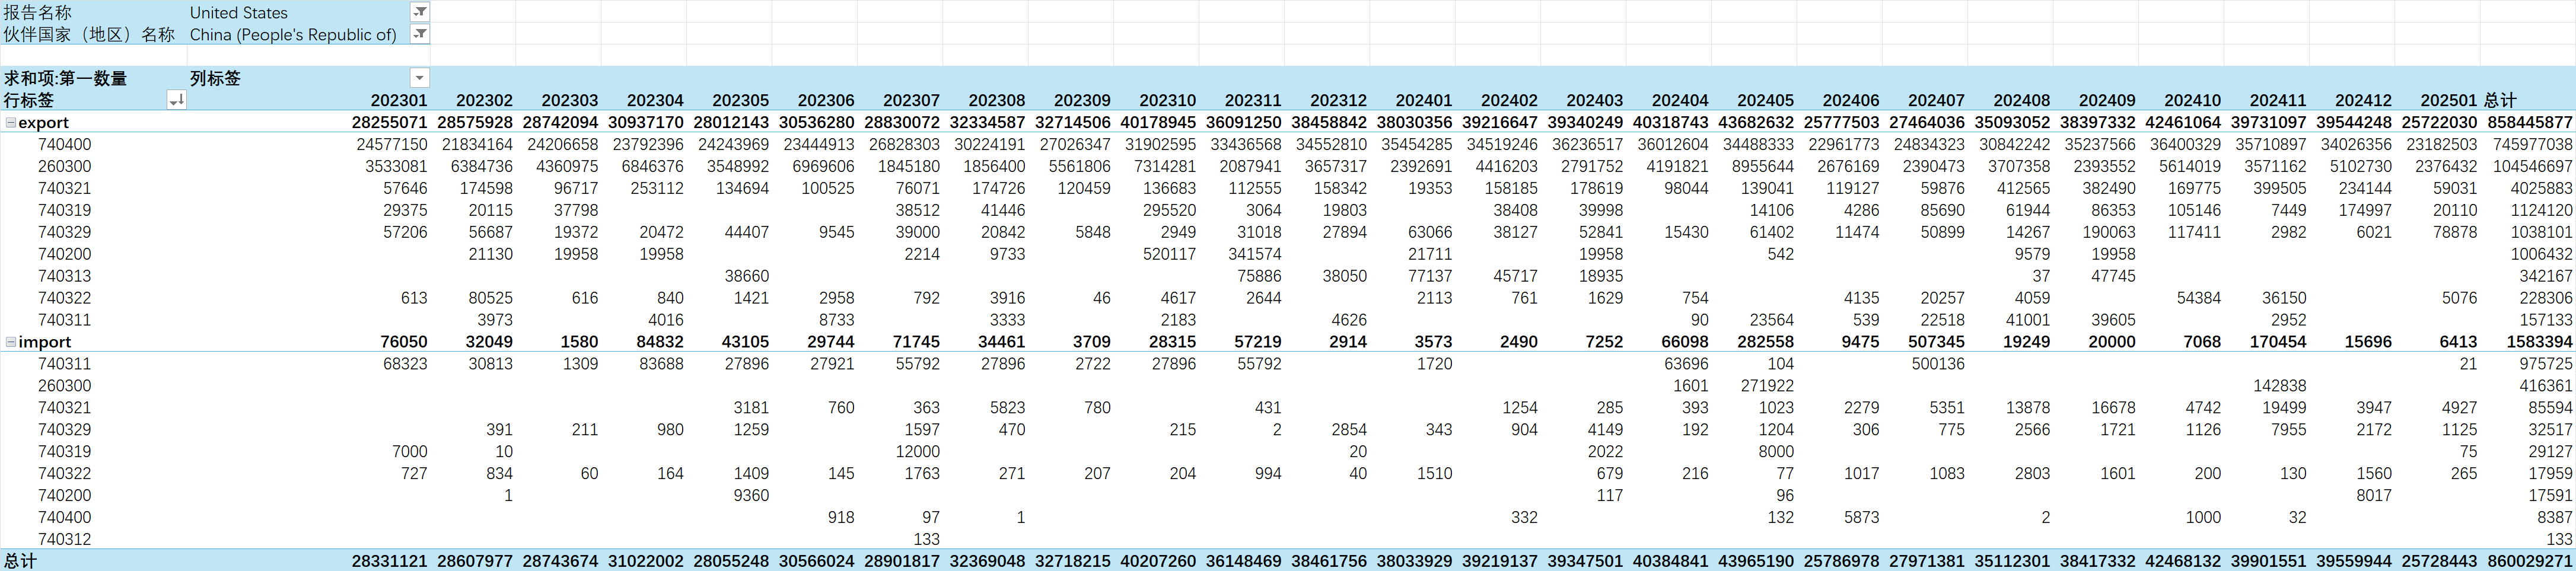 报告名称 United States
伙伴国家（地区）名称 China (People's Republic of)
求和项:第一数量 列标签
行标签 202301 202302 202303 202304 202305 202306 202307 202308 202309 202310 202311 202312 202401 202402 202403 202404 202405 202406 202407 202408 202409 202410 202411 202412 202501 总计
export 28255071 28575928 28742094 30937170 28012143 30536280 28830072 32334587 32714506 40178945 36091250 38458842 38030356 39216647 39340249 40318743 43682632 25777503 27464036 35093052 38397332 42461064 39731097 39544248 25722030 858445877
740400 24577150 21834164 24206658 23792396 24243969 23444913 26828303 30224191 27026347 31902595 33436568 34552810 35454285 34519246 36236517 36012604 34488333 22961773 24834323 30842242 35237566 36400329 35710897 34026356 23182503 745977038
260300 3533081 6384736 4360975 6846376 3548992 6969606 1845180 1856400 5561806 7314281 2087941 3657317 2392691 4416203 2791752 4191821 8955644 2676169 2390473 3707358 2393552 5614019 3571162 5102730 2376432 104546697
740321 57646 174598 96717 253112 134694 100525 76071 174726 120459 136683 112555 158342 19353 158185 178619 98044 139041 119127 59876 412565 382490 169775 399505 234144 59031 4025883
740319 29375 20115 37798 38512 41446 295520 3064 19803 38408 39998 14106 4286 85690 61944 86353 105146 7449 174997 20110 1124120
740329 57206 56687 19372 20472 44407 9545 39000 20842 5848 2949 31018 27894 63066 38127 52841 15430 61402 11474 50899 14267 190063 117411 2982 6021 78878 1038101
740200 21130 19958 19958 2214 9733 520117 341574 21711 19958 542 9579 19958 1006432
740313 38660 75886 38050 77137 45717 18935 37 47745 342167
740322 613 80525 616 840 1421 2958 792 3916 46 4617 2644 2113 761 1629 754 4135 20257 4059 54384 36150 5076 228306
740311 3973 4016 8733 3333 2183 4626 90 23564 539 22518 41001 39605 2952 157133
import 76050 32049 1580 84832 43105 29744 71745 34461 3709 28315 57219 2914 3573 2490 7252 66098 282558 9475 507345 19249 20000 7068 170454 15696 6413 1583394
740311 68323 30813 1309 83688 27896 27921 55792 27896 2722 27896 55792 1720 63696 104 500136 21 975725
260300 1601 271922 142838 416361
740321 3181 760 363 5823 780 431 1254 285 393 1023 2279 5351 13878 16678 4742 19499 3947 4927 85594
740329 391 211 980 1259 1597 470 215 2 2854 343 904 4149 192 1204 306 775 2566 1721 1126 7955 2172 1125 32517
740319 7000 10 12000 20 2022 8000 75 29127
740322 727 834 60 164 1409 145 1763 271 207 204 994 40 1510 679 216 77 1017 1083 2803 1601 200 130 1560 265 17959
740200 1 9360 117 96 8017 17591
740400 918 97 1 332 132 5873 2 1000 32 8387
740312 133 133
总计 28331121 28607977 28743674 31022002 28055248 30566024 28901817 32369048 32718215 40207260 36148469 38461756 38033929 39219137 39347501 40384841 43965190 25786978 27971381 35112301 38417332 42468132 39901551 39559944 25728443 860029271